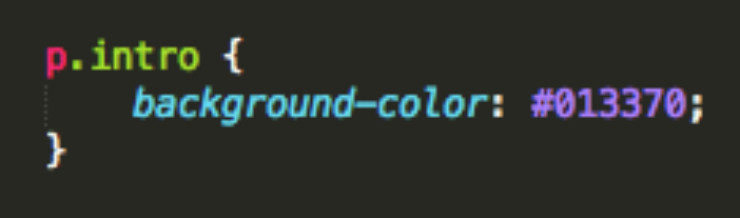 p.intro {
    background-color: #013370;
}